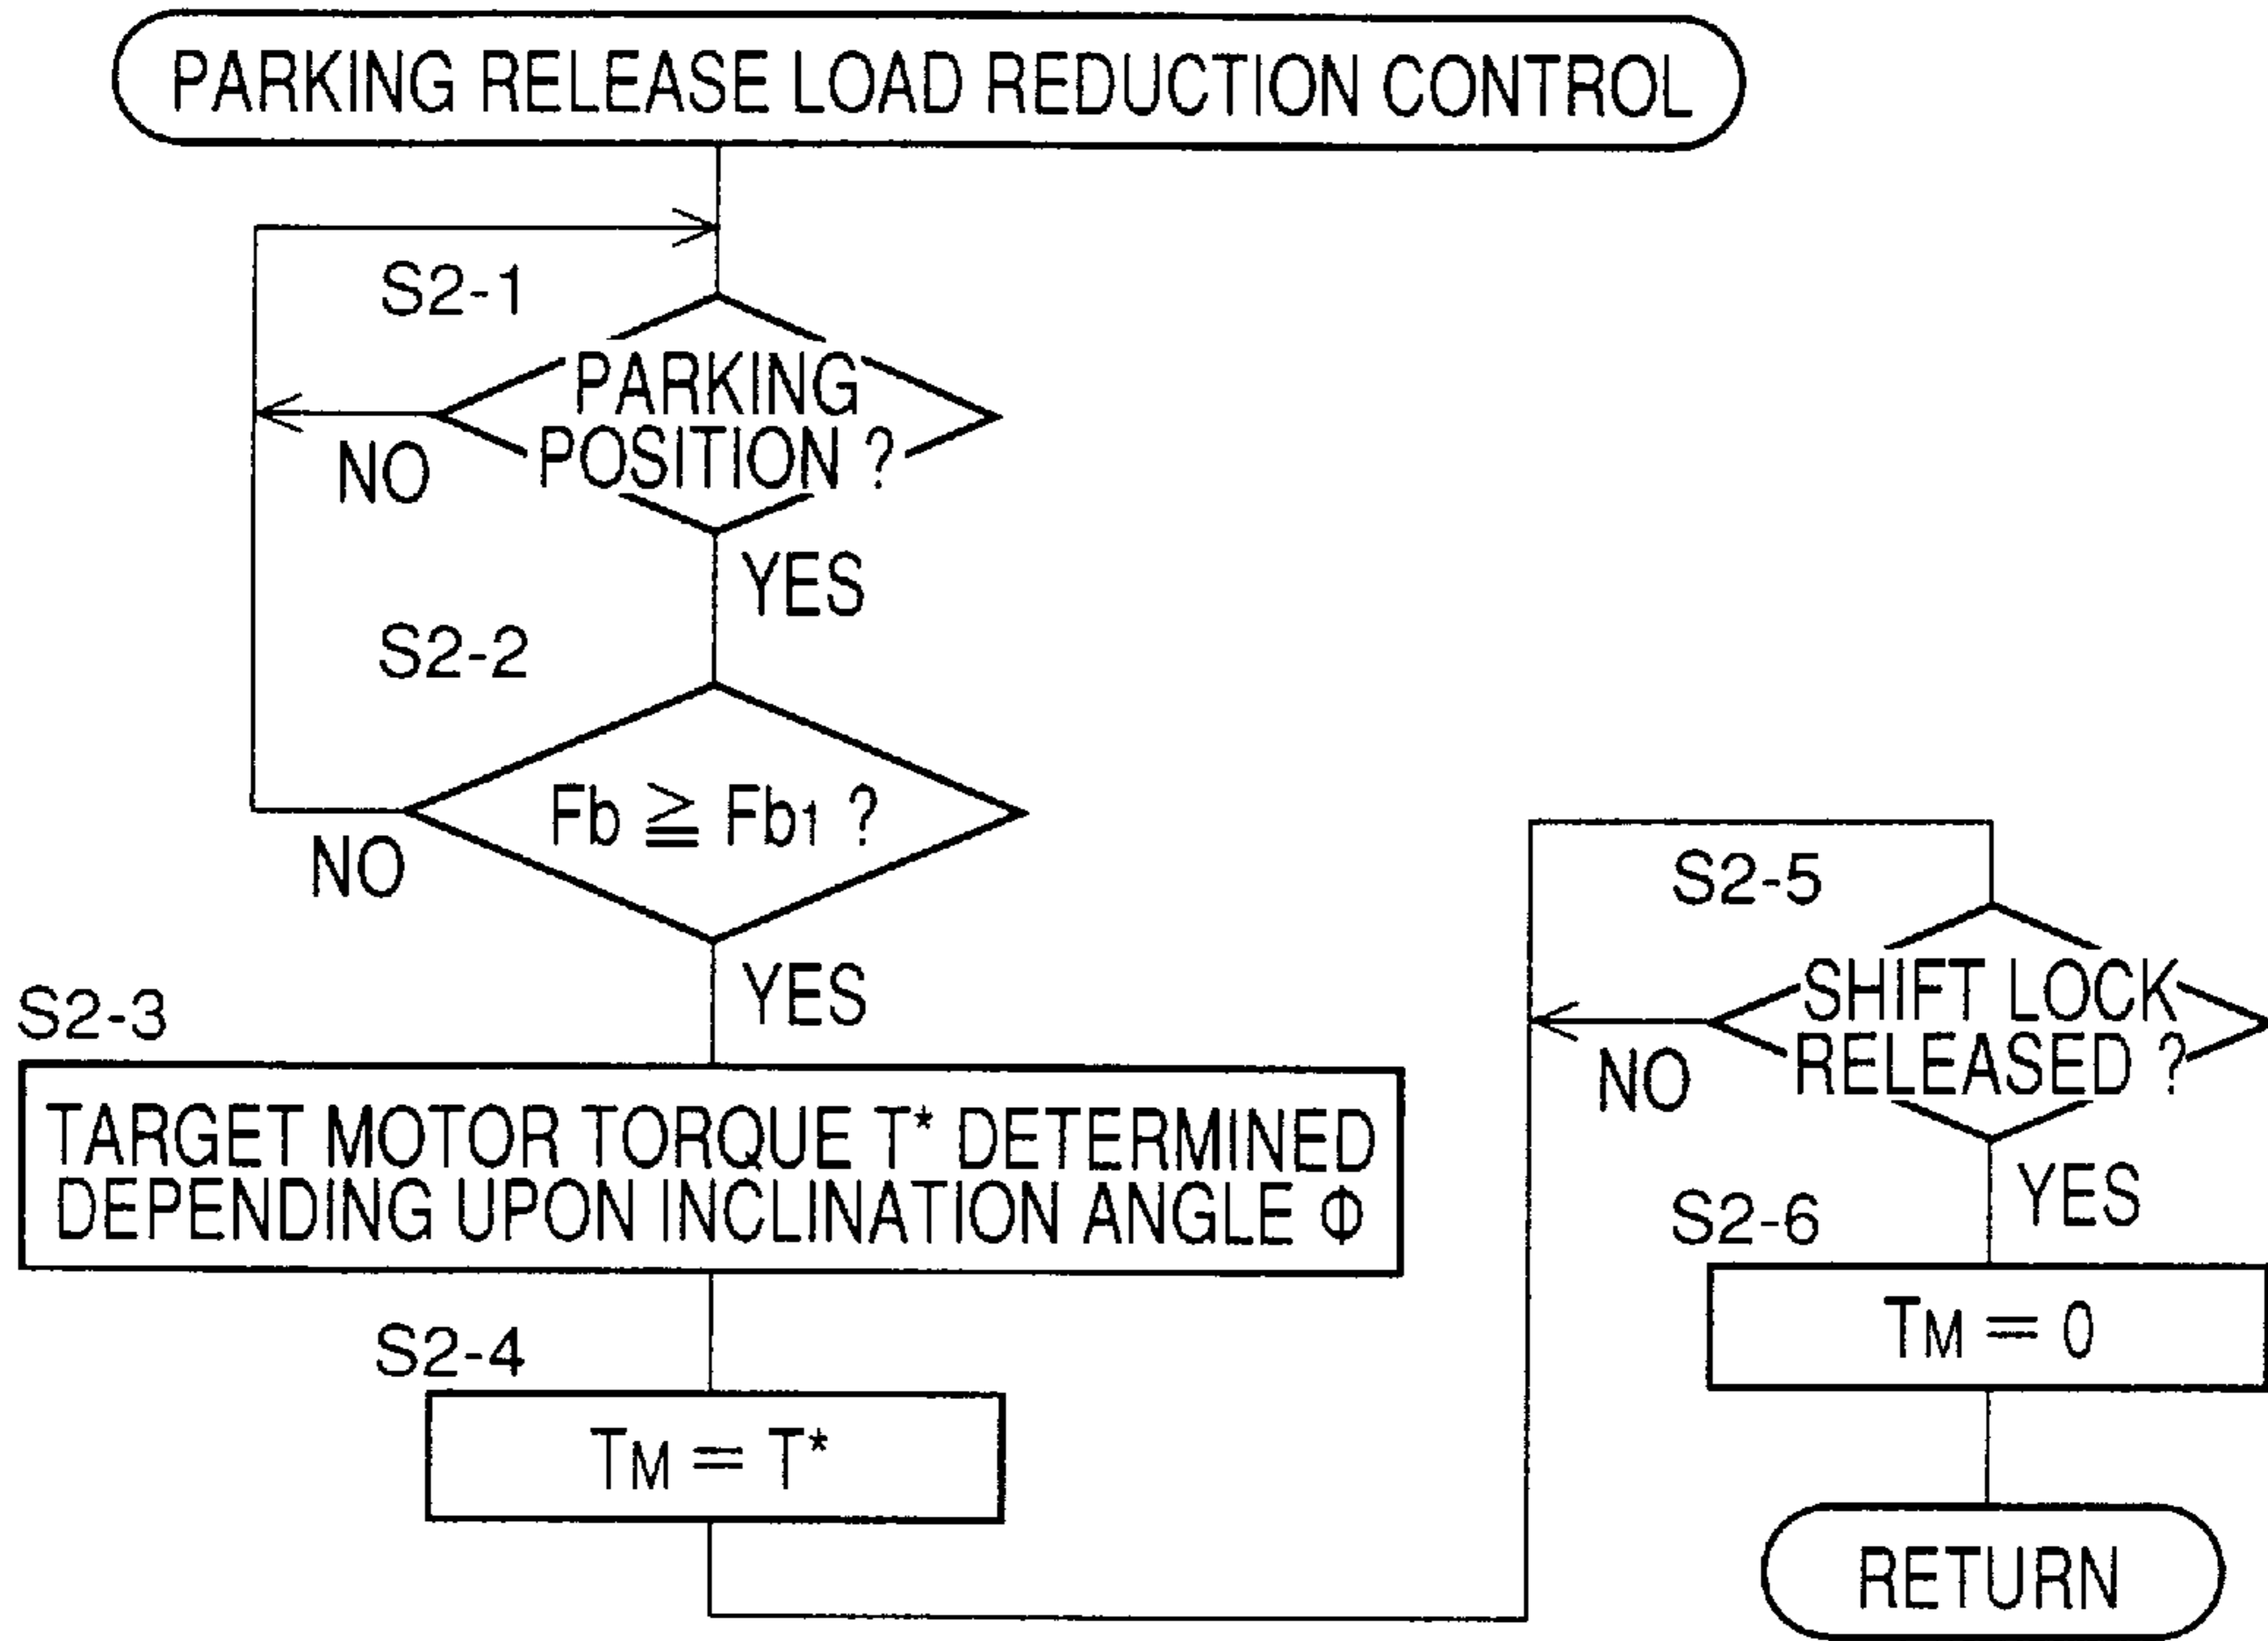 PARKING RELEASE LOAD REDUCTION CONTROL
S2-1
PARKING
POSITION ?
NO
YES
S2-2
Fb ≧ Fb1 ?
NO
YES
S2-3
TARGET MOTOR TORQUE T* DETERMINED
DEPENDING UPON INCLINATION ANGLE Φ
S2-4
TM = T*
S2-5
SHIFT LOCK
RELEASED ?
NO
YES
S2-6
TM = 0
RETURN